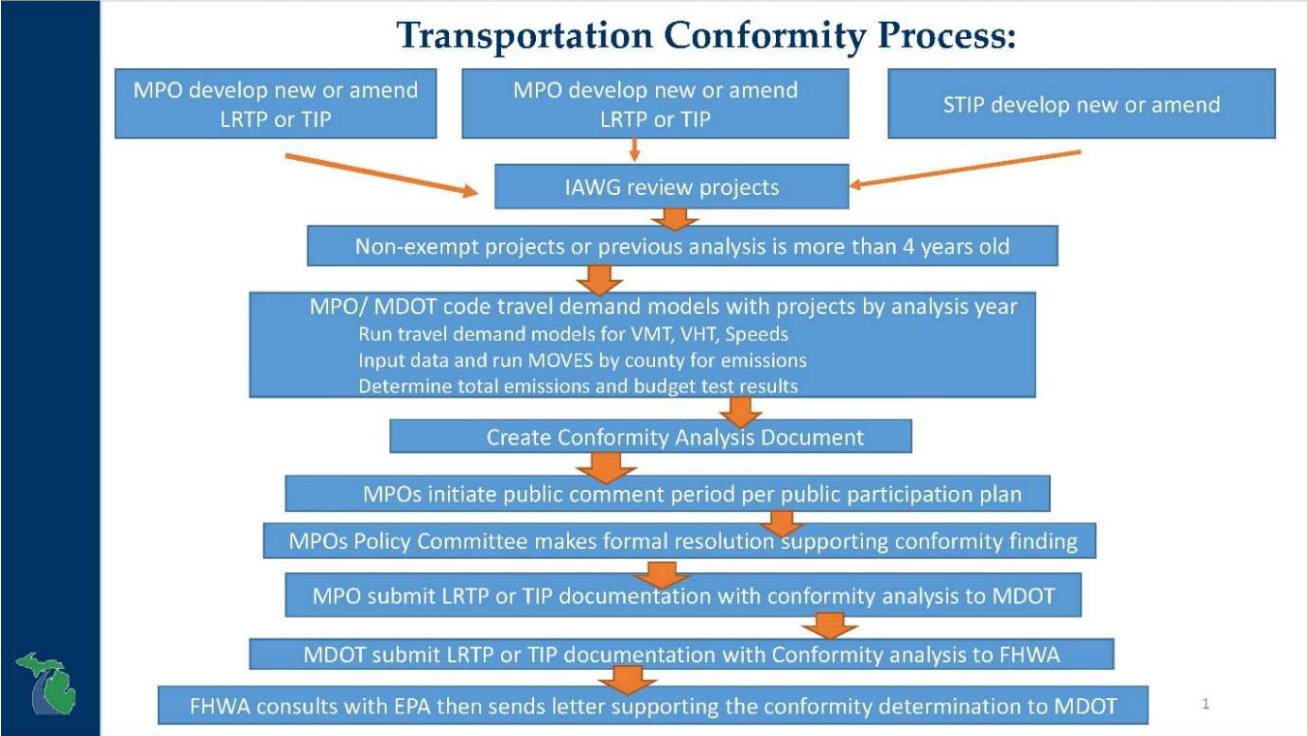 Transportation Conformity Process:
MPO develop new or amend
LRTP or TIP
MPO develop new or amend
LRTP or TIP
STIP develop new or amend
IAWG review projects
Non-exempt projects or previous analysis is more than 4 years old
MPO/ MDOT code travel demand models with projects by analysis year
Run travel demand models for VMT, VHT, Speeds
Input data and run MOVES by county for emissions
Determine total emissions and budget test results
Create Conformity Analysis Document
MPOs initiate public comment period per public participation plan
MPOs Policy Committee makes formal resolution supporting conformity finding
MPO submit LRTP or TIP documentation with conformity analysis to MDOT
MDOT submit LRTP or TIP documentation with Conformity analysis to FHWA
FHWA consults with EPA then sends letter supporting the conformity determination to MDOT
1